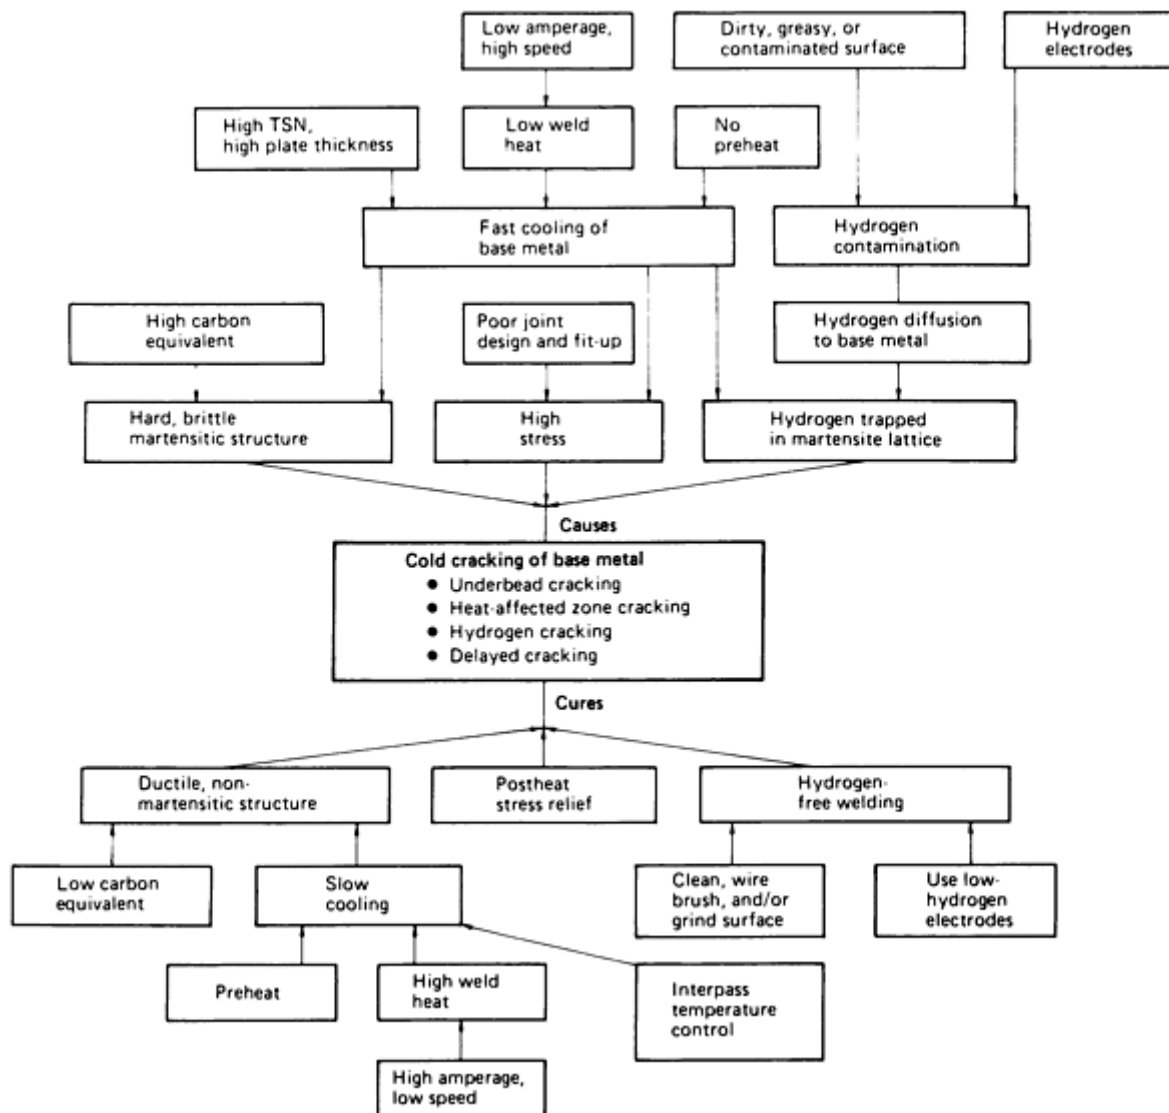 Low amperage,
high speed
Dirty, greasy, or
contaminated surface
Hydrogen
electrodes
High TSN,
high plate thickness
Low weld
heat
No
preheat
Fast cooling of
base metal
Hydrogen
contamination
High carbon
equivalent
Poor joint
design and fit-up
Hydrogen diffusion
to base metal
Hard, brittle
martensitic structure
High
stress
Hydrogen trapped
in martensite lattice
Causes
Cold cracking of base metal
● Underbead cracking
● Heat-affected zone cracking
● Hydrogen cracking
● Delayed cracking
Cures
Ductile, non-
martensitic structure
Postheat
stress relief
Hydrogen-
free welding
Low carbon
equivalent
Slow
cooling
Clean, wire
brush, and/or
grind surface
Use low-
hydrogen
electrodes
Preheat
High weld
heat
Interpass
temperature
control
High amperage,
low speed